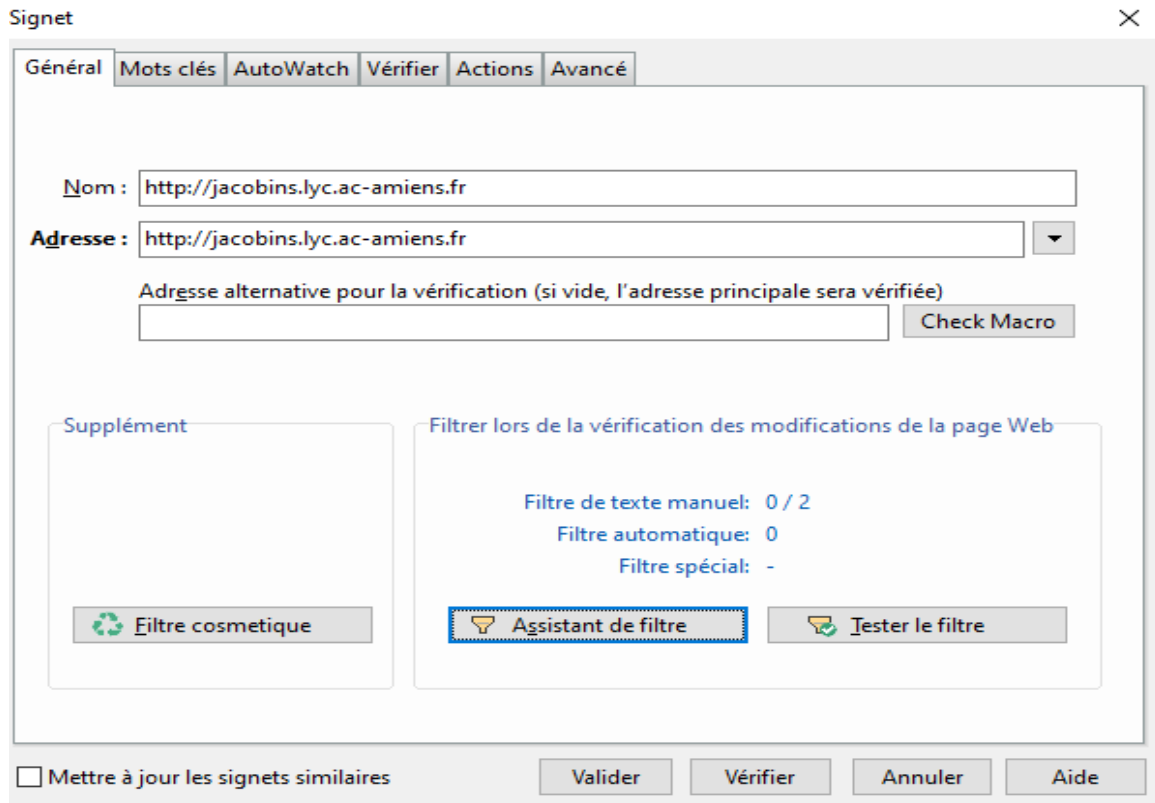 Signet
Général Mots clés AutoWatch Vérifier Actions Avancé
Nom : http://jacobins.lyc.ac-amiens.fr
Adresse : http://jacobins.lyc.ac-amiens.fr
Adresse alternative pour la vérification (si vide, l'adresse principale sera vérifiée)
Check Macro
Supplément
Filtre cosmetique
Filtrer lors de la vérification des modifications de la page Web
Filtre de texte manuel: 0 / 2
Filtre automatique: 0
Filtre spécial: -
Assistant de filtre Tester le filtre
Mettre à jour les signets similaires Valider Vérifier Annuler Aide